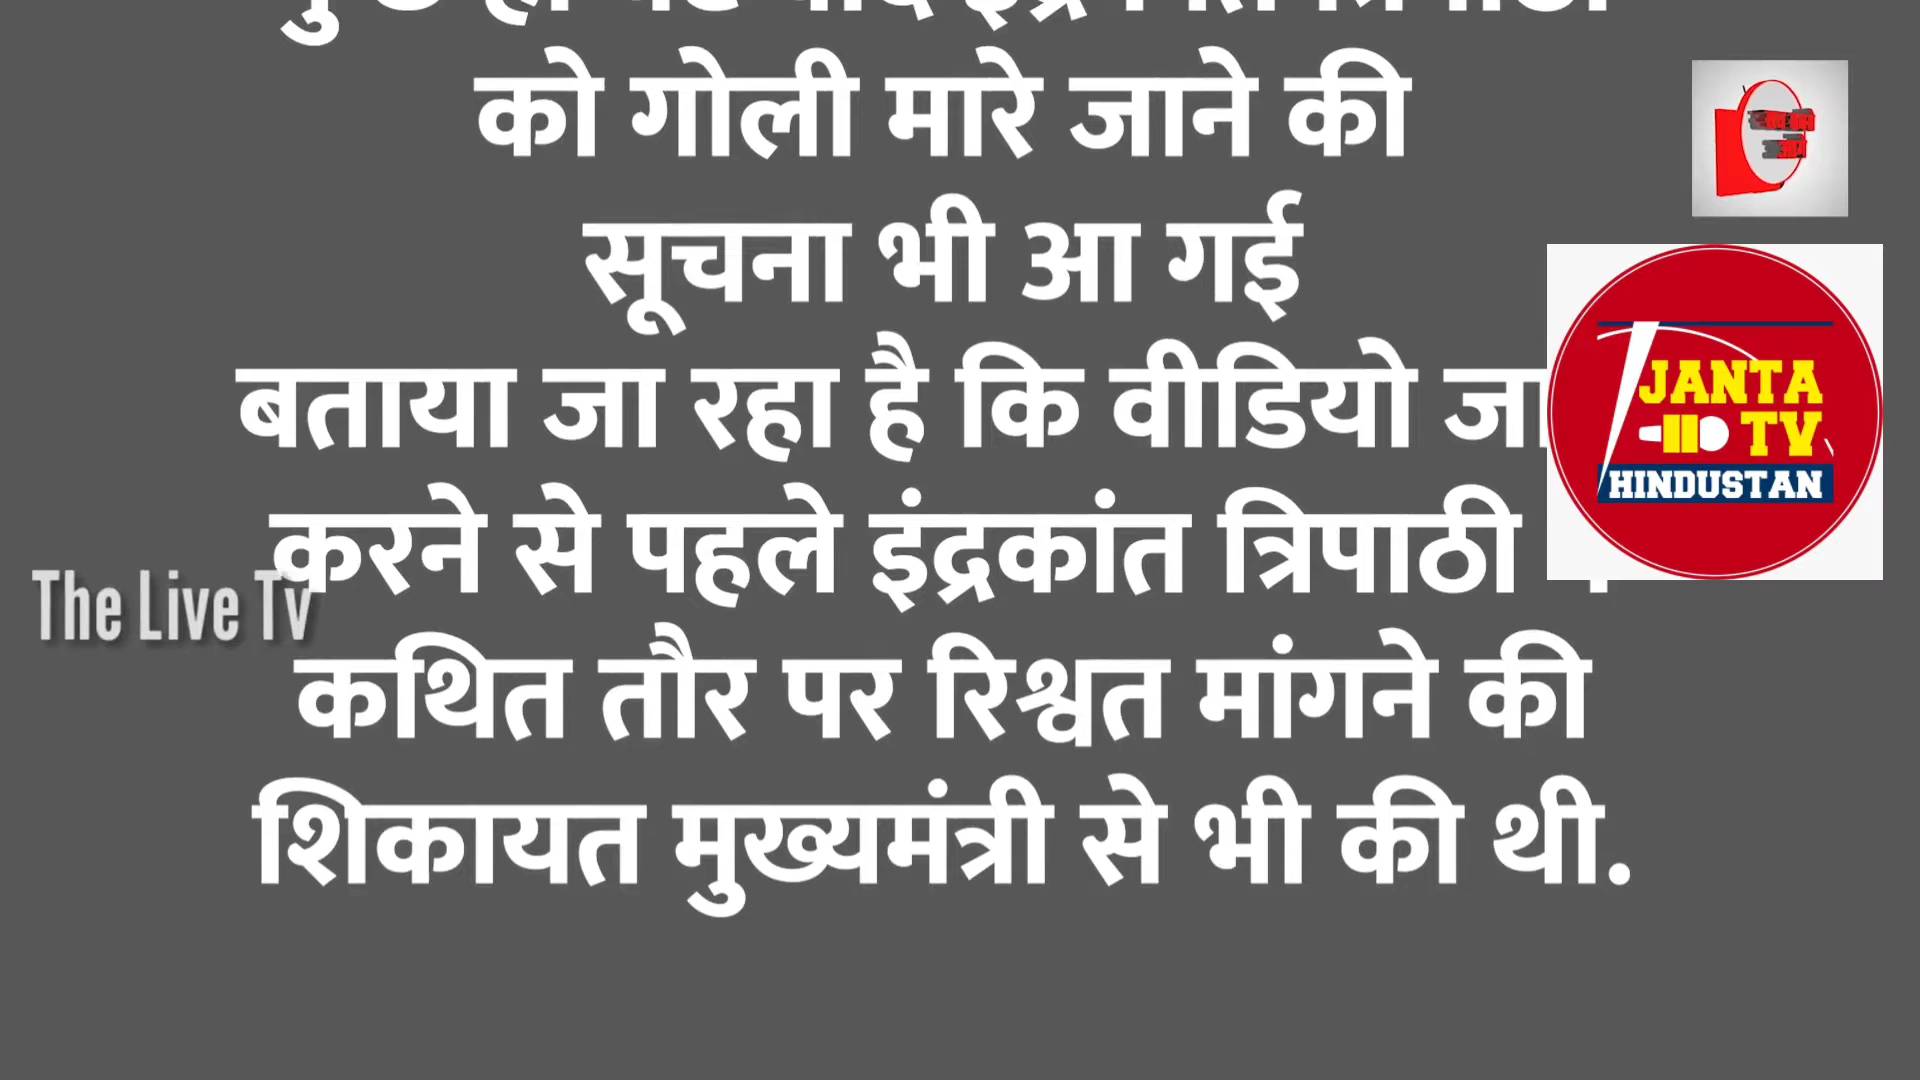 को गोली मारे जाने की
सूचना भी आ गई
बताया जा रहा है कि वीडियो जा
करने से पहले इंद्रकांत त्रिपाठी
कथित तौर पर रिश्वत मांगने की
शिकायत मुख्यमंत्री से भी की थी.
The Live Tv
JANTA
TV
HINDUSTAN